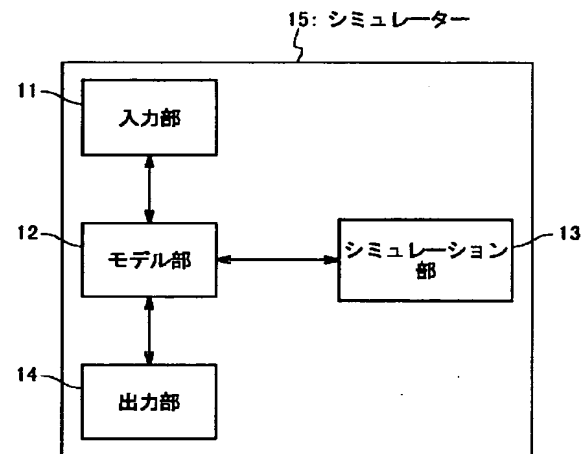 15: シミュレーター
11
入力部
12
モデル部
シミュレーション
部
13
14
出力部